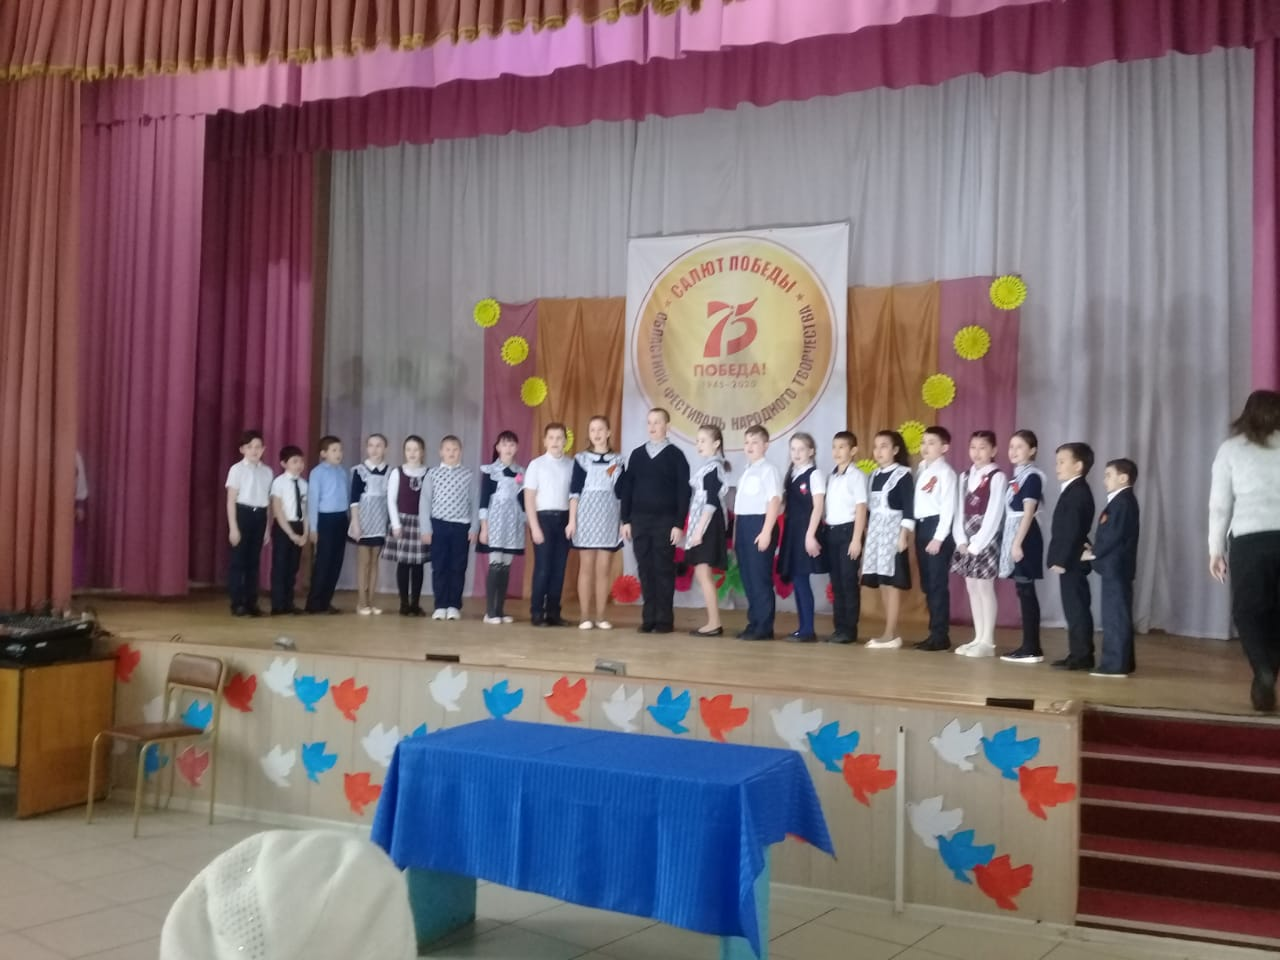 САЛЮТ ПОБЕДЫ
75
ПОБЕДА!
1945-2020
ОБЛАСТНОЙ ФЕСТИВАЛЬ НАРОДНОГО ТВОРЧЕСТВА